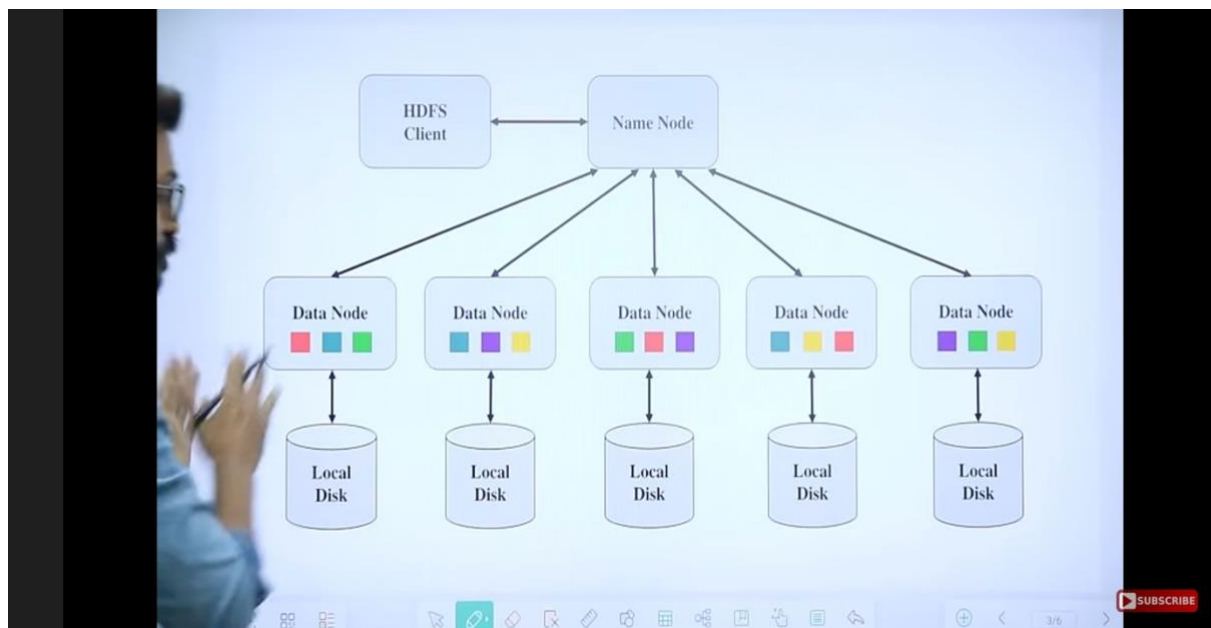 HDFS
Client
Name Node
Data Node
Data Node
Data Node
Data Node
Data Node
Local
Disk
Local
Disk
Local
Disk
Local
Disk
Local
Disk
3/6
SUBSCRIBE